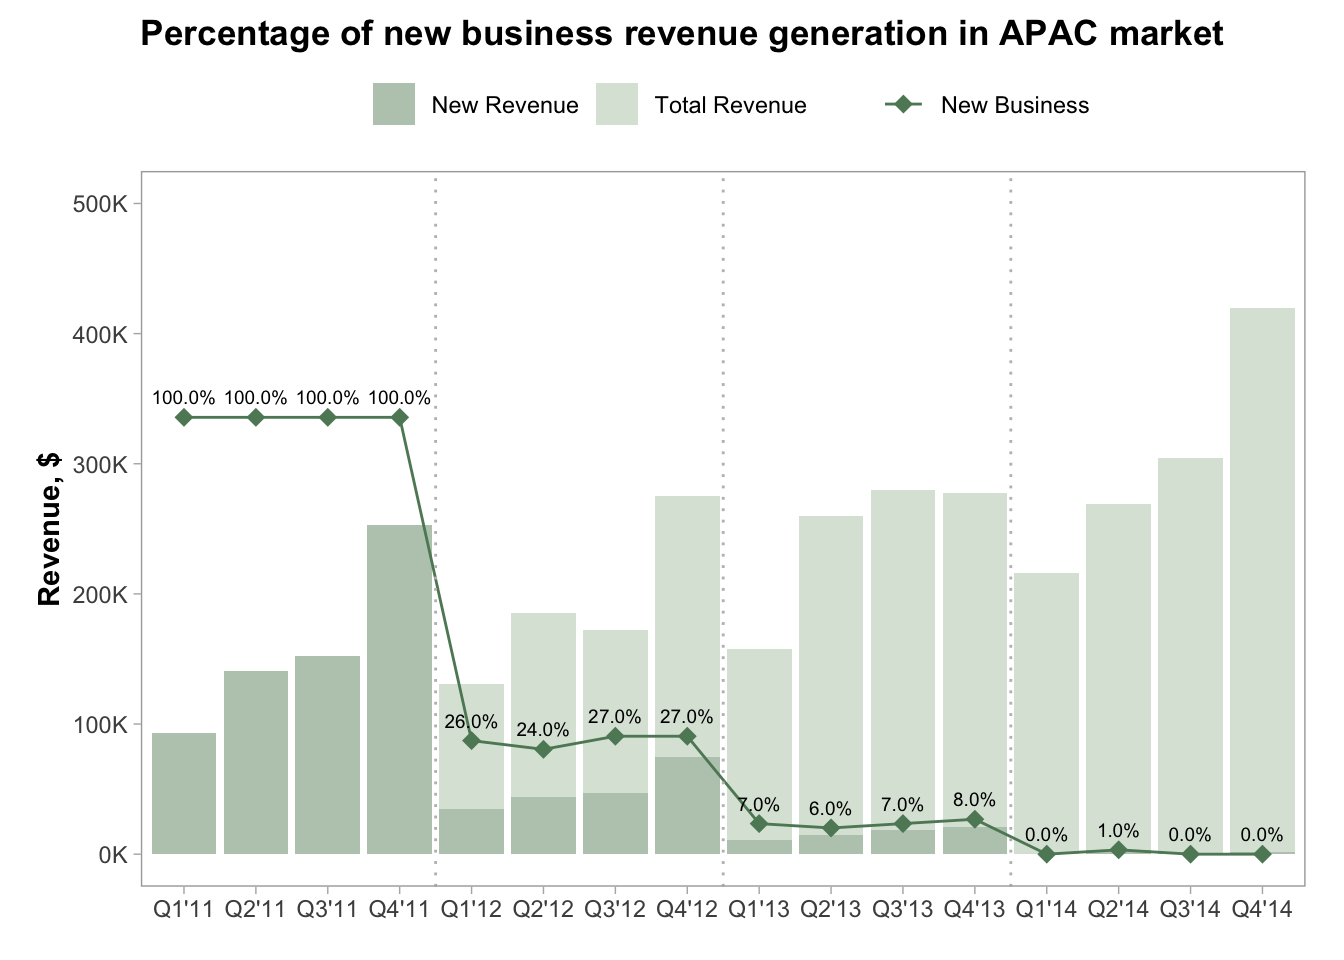 Percentage of new business revenue generation in APAC market
New Revenue Total Revenue New Business
Revenue, $
500K
400K
300K
200K
100K
0K
100.0% 100.0% 100.0% 100.0%
26.0% 24.0% 27.0% 27.0%
7.0% 6.0% 7.0% 8.0%
0.0% 1.0% 0.0% 0.0%
Q1'11 Q2'11 Q3'11 Q4'11 Q1'12 Q2'12 Q3'12 Q4'12 Q1'13 Q2'13 Q3'13 Q4'13 Q1'14 Q2'14 Q3'14 Q4'14